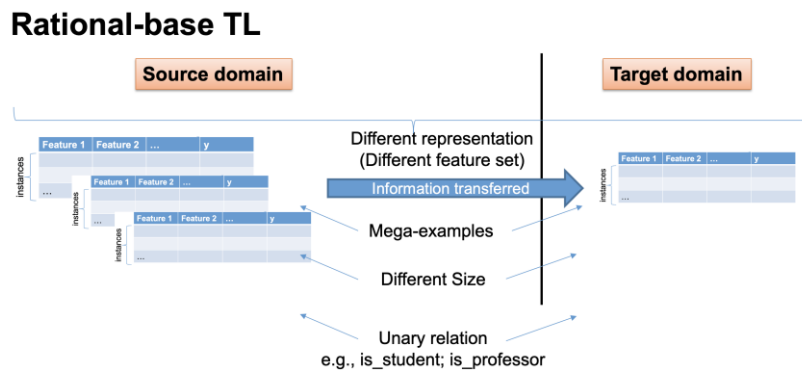 Rational-base TL
Source domain
Target domain
Different representation
(Different feature set)
Information transferred
Feature 1 Feature 2 … y
instances
...
Feature 1 Feature 2 … y
instances
...
Feature 1 Feature 2 … y
instances
...
Feature 1 Feature 2 … y
instances
...
Mega-examples
Different Size
Unary relation
e.g., is_student; is_professor